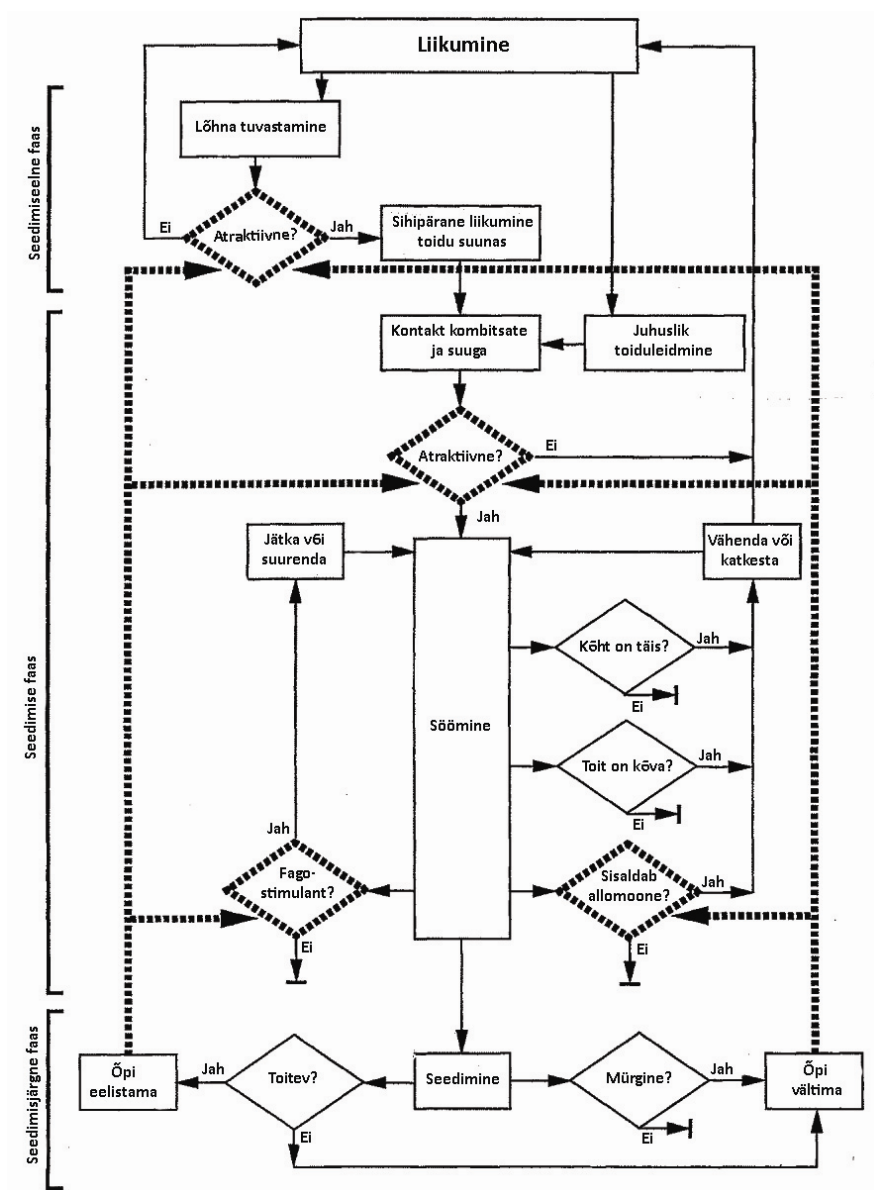 Liikumine
Seedimiseelne faas
Lõhna tuvastamine
Atraktiivne?
Ei
Jah
Sihipärane liikumine
toidu suunas
Seedimise faas
Kontakt kombitsate
ja suuga
Juhuslik
toiduleidmine
Atraktiivne?
Ei
Jah
Jätka või
suurenda
Vähenda või
katkesta
Söömine
Kõht on täis?
Jah
Ei
Toit on kõva?
Jah
Ei
Jah
Fago-
stimulant?
Ei
Sisaldab
allomoone?
Jah
Ei
Seedimisjärgne faas
Õpi
eelistama
Jah
Toitev?
Ei
Seedimine
Mürgine?
Jah
Ei
Õpi
vältima